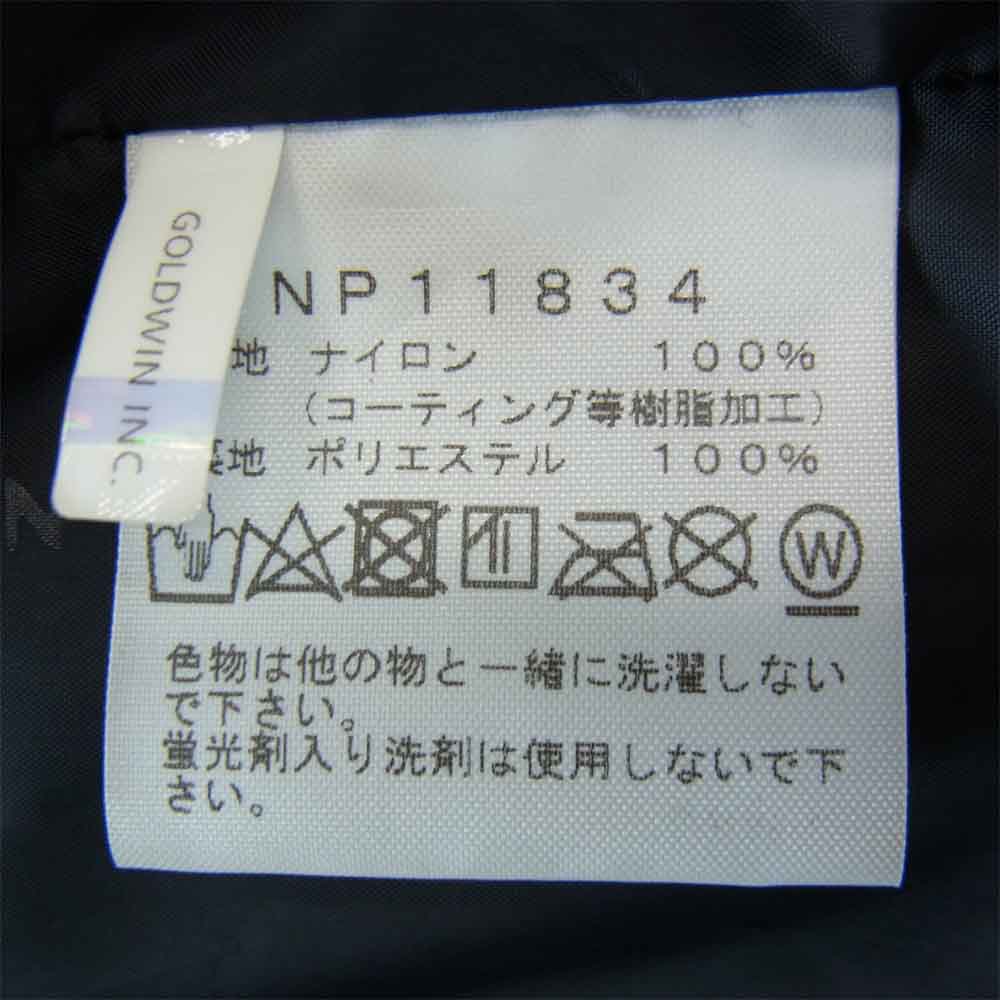 GOLDWIN INC.
NP11834
地 ナイロン 100%
(コーティング等樹脂加工)
裏地 ポリエステル 100%
W
色物は他の物と一緒に洗濯しない
で下さい。
蛍光剤入り洗剤は使用しないで下
さい。